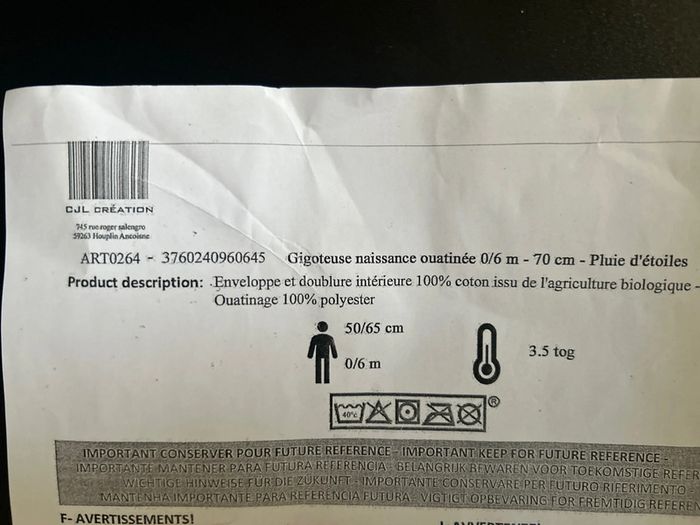 CJL CRÉATION
745 rue roger salengro
59263 Houplin Ancoisne
ART0264 - 3760240960645 Gigoteuse naissance ouatinée 0/6 m - 70 cm - Pluie d'étoiles
Product description: Enveloppe et doublure intérieure 100% coton issu de l'agriculture biologique -
Ouatinage 100% polyester
50/65 cm
0/6 m
3.5 tog
40°c
®
IMPORTANT CONSERVER POUR FUTURE REFERENCE - IMPORTANT KEEP FOR FUTURE REFERENCE -
IMPORTANTE MANTENER PARA FUTURA REFERENCIA - BELANGRIJK BEWAREN VOOR TOEKOMSTIGE REFER
WICHTIGE HINWEISE FÜR DIE ZUKUNFT - IMPORTANTE CONSERVARE PER FUTURO RIFERIMENTO -
MANTENHA IMPORTANTE PARA REFERÊNCIA FUTURA - VIGTIGT OPBEVARING FOR FREMTIDIG REFERE
F- AVERTISSEMENTS!